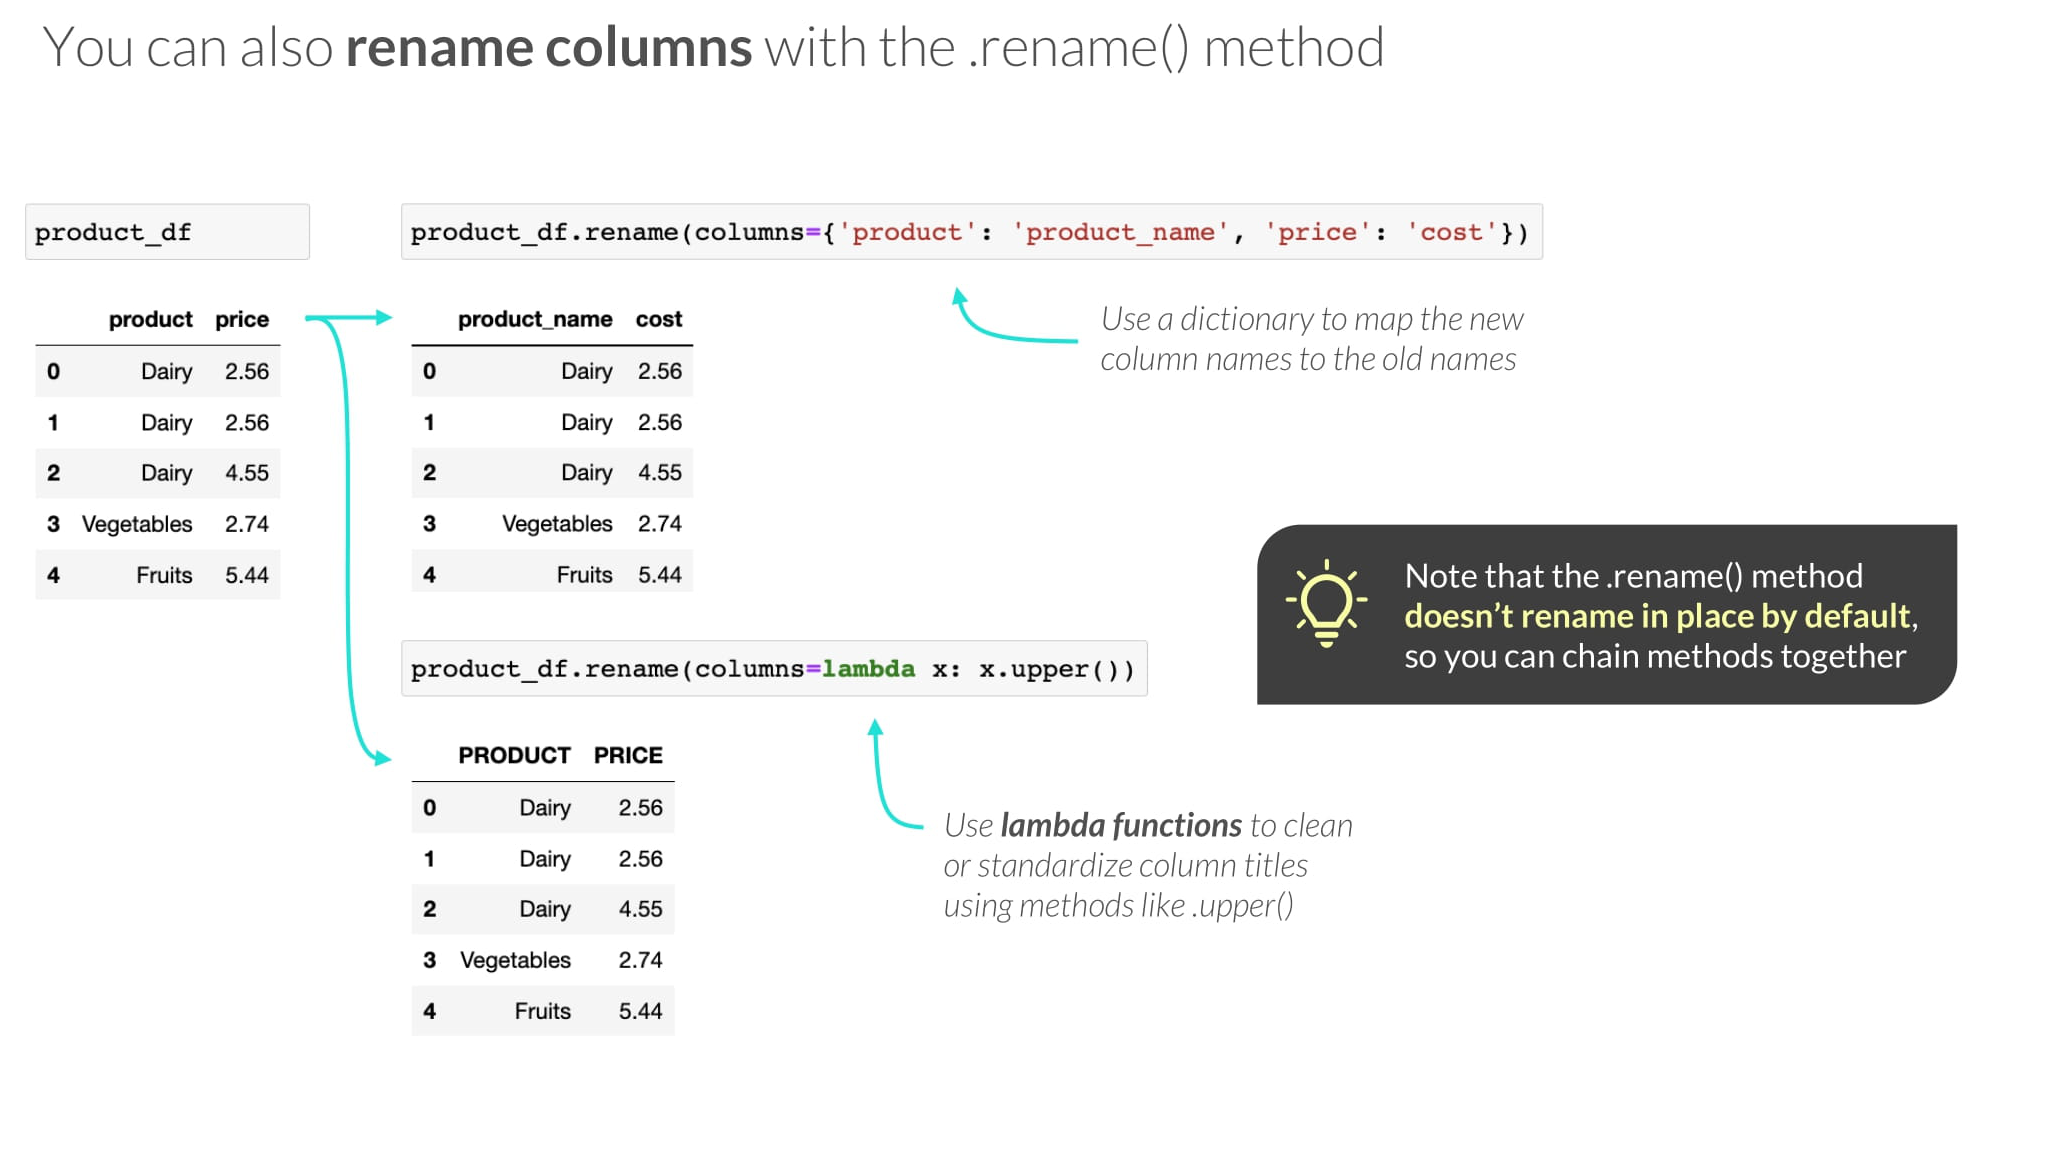 You can also rename columns with the .rename() method
product_df
product price
0 Dairy 2.56
1 Dairy 2.56
2 Dairy 4.55
3 Vegetables 2.74
4 Fruits 5.44
product_df.rename(columns={'product': 'product_name', 'price': 'cost'})
product_name cost
0 Dairy 2.56
1 Dairy 2.56
2 Dairy 4.55
3 Vegetables 2.74
4 Fruits 5.44
Use a dictionary to map the new
column names to the old names
Note that the .rename() method
doesn’t rename in place by default,
so you can chain methods together
product_df.rename(columns=lambda x: x.upper())
PRODUCT PRICE
0 Dairy 2.56
1 Dairy 2.56
2 Dairy 4.55
3 Vegetables 2.74
4 Fruits 5.44
Use lambda functions to clean
or standardize column titles
using methods like .upper()